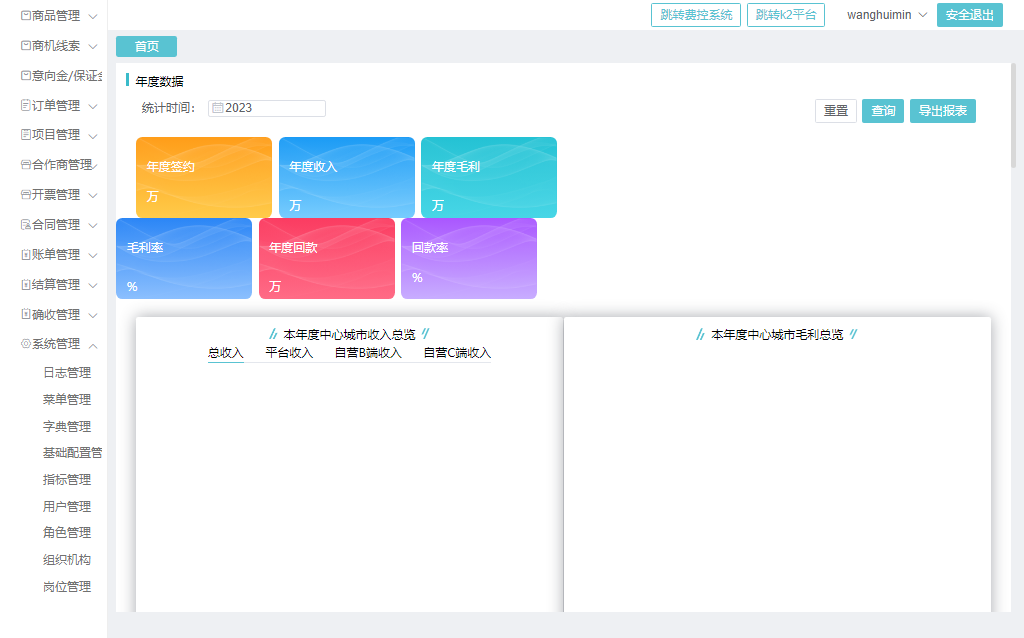 商品管理
商机线索
意向金/保证金
订单管理
项目管理
合作商管理
开票管理
合同管理
账单管理
结算管理
确收管理
系统管理
日志管理
菜单管理
字典管理
基础配置管
指标管理
用户管理
角色管理
组织机构
岗位管理
跳转费控系统 跳转k2平台 wanghuimin 安全退出
首页
年度数据
统计时间: 2023 重置 查询 导出报表
年度签约 年度收入 年度毛利
万 万 万
毛利率 年度回款 回款率
% 万 %
本年度中心城市收入总览 本年度中心城市毛利总览
总收入 平台收入 自营B端收入 自营C端收入